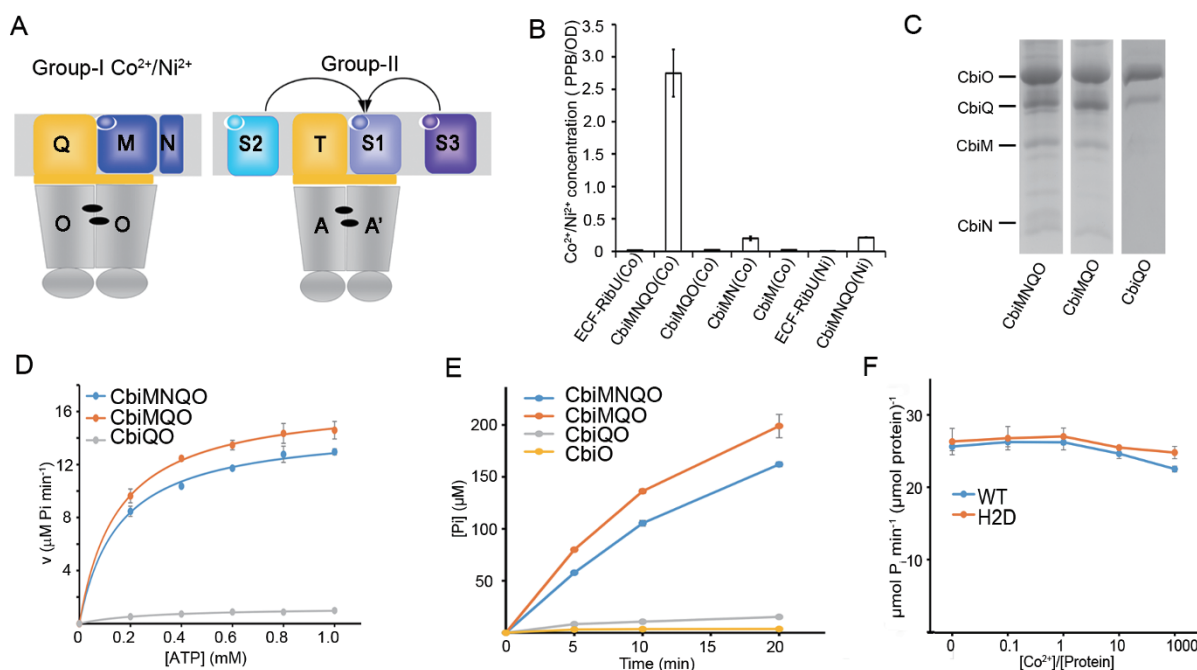 A
Group-I Co²⁺/Ni²⁺
Group-II
Q
M
N
O
O
S2
T
S1
S3
A
A'
B
Co²⁺/Ni²⁺ concentration ( PPB/OD)
3.5
3.0
2.5
2.0
1.5
1.0
0.5
0
ECF-RibU(Co)
CbiMNQO(Co)
CbiMQO(Co)
CbiMN(Co)
CbiM(Co)
ECF-RibU(Ni)
CbiMNQO(Ni)
C
CbiO
CbiQ
CbiM
CbiN
CbiMNQO
CbiMQO
CbiQO
D
CbiMNQO
CbiMQO
CbiQO
v (μM Pi min⁻¹)
16
12
8
4
0
0.2
0.4
0.6
0.8
1.0
[ATP] (mM)
E
CbiMNQO
CbiMQO
CbiQO
CbiO
[Pi] (μM)
200
150
100
50
0
5
10
15
20
Time (min)
F
μmol Pᵢ min⁻¹ (μmol protein)⁻¹
30
20
10
0
WT
H2D
0
0.1
1
10
1000
[Co²⁺]/[Protein]